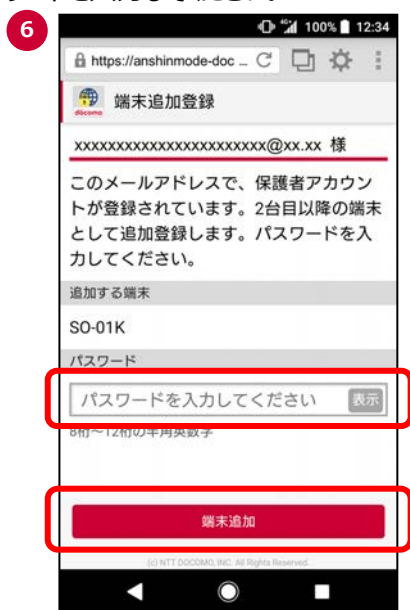 6
100% 12:34
https://anshinmode-doc ...
docomo
端末追加登録
xxxxxxxxxxxxxxxxxxxxxxxx@xx.xx 様
このメールアドレスで、保護者アカウン
トが登録されています。2台目以降の端末
として追加登録します。パスワードを入
力してください。
追加する端末
SO-01K
パスワード
パスワードを入力してください 表示
8桁～12桁の半角英数字
端末追加
(c) NTT DOCOMO, INC. All Rights Reserved.